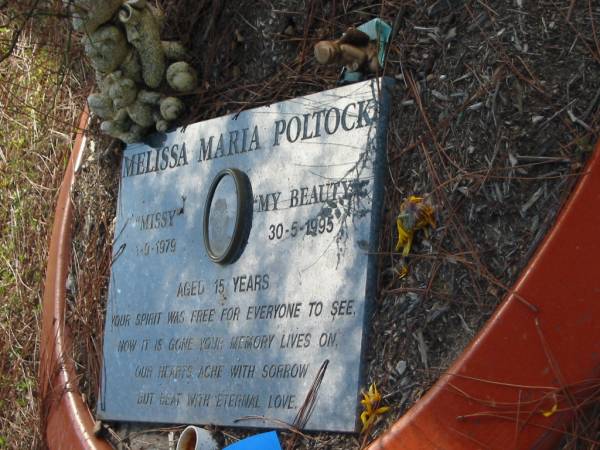 MELISSA MARIA POLTOCK
"MISSY" "MY BEAUTY"
-9-1979 30-5-1995
AGED 15 YEARS
YOUR SPIRIT WAS FREE FOR EVERYONE TO SEE,
NOW IT IS GONE YOUR MEMORY LIVES ON,
OUR HEARTS ACHE WITH SORROW
BUT BEAT WITH ETERNAL LOVE.